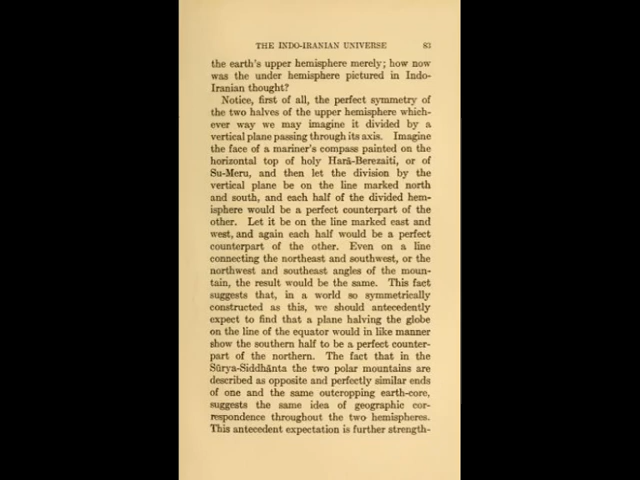 THE INDO-IRANIAN UNIVERSE 83
the earth's upper hemisphere merely; how now
was the under hemisphere pictured in Indo-
Iranian thought?
Notice, first of all, the perfect symmetry of
the two halves of the upper hemisphere which-
ever way we may imagine it divided by a
vertical plane passing through its axis. Imagine
the face of a mariner's compass painted on the
horizontal top of holy Harā-Berezaiti, or of
Su-Meru, and then let the division by the
vertical plane be on the line marked north
and south, and each half of the divided hem-
isphere would be a perfect counterpart of the
other. Let it be on the line marked east and
west, and again each half would be a perfect
counterpart of the other. Even on a line
connecting the northeast and southwest, or the
northwest and southeast angles of the moun-
tain, the result would be the same. This fact
suggests that, in a world so symmetrically
constructed as this, we should antecedently
expect to find that a plane halving the globe
on the line of the equator would in like manner
show the southern half to be a perfect counter-
part of the northern. The fact that in the
Sūrya-Siddhānta the two polar mountains are
described as opposite and perfectly similar ends
of one and the same outcropping earth-core,
suggests the same idea of geographic cor-
respondence throughout the two hemispheres.
This antecedent expectation is further strength-